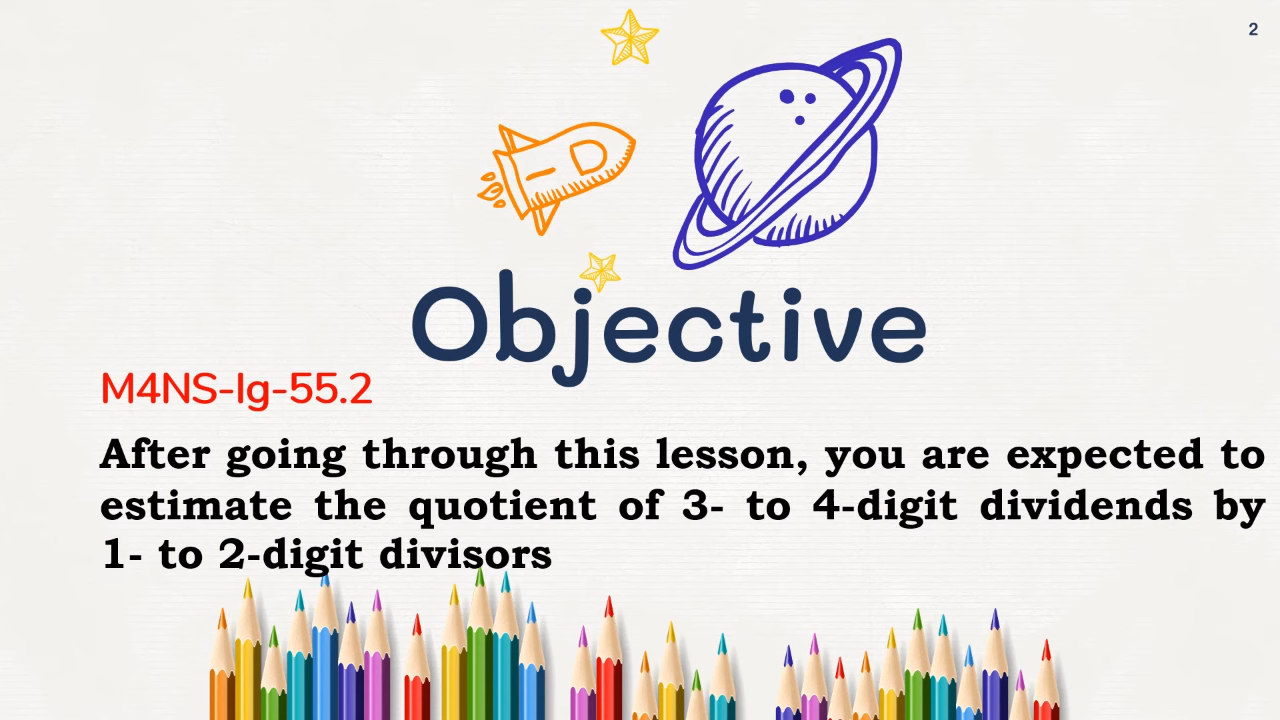 2
Objective
M4NS-Ig-55.2
After going through this lesson, you are expected to
estimate the quotient of 3- to 4-digit dividends by
1- to 2-digit divisors